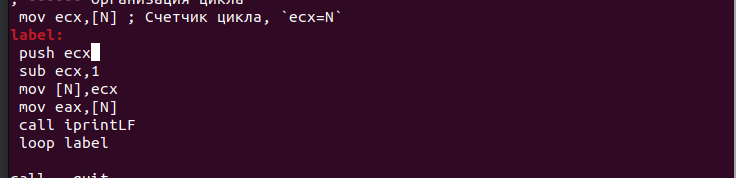 ; ------ Организация цикла
mov ecx,[N] ; Счетчик цикла, `ecx=N`
label:
push ecx
sub ecx,1
mov [N],ecx
mov eax,[N]
call iprintLF
loop label
call quit